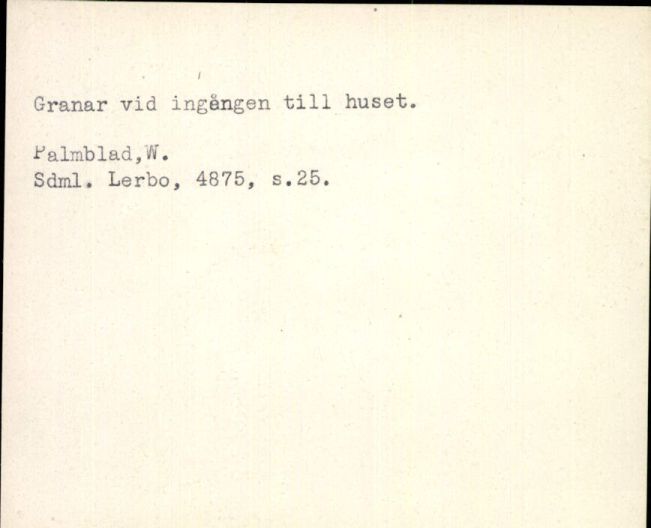 Granar vid ingången till huset.
Palmblad,W.
Sdml. Lerbo, 4875, s.25.